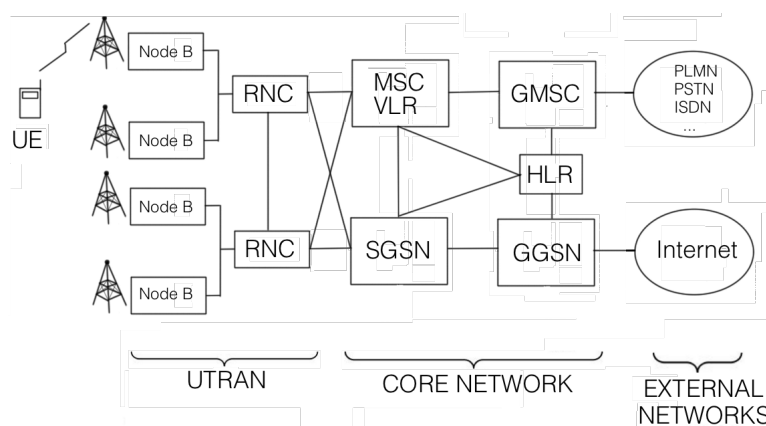 Node B
RNC
MSC
VLR
GMSC
PLMN
PSTN
ISDN
...
UE
Node B
HLR
Node B
RNC
SGSN
GGSN
Internet
Node B
UTRAN
CORE NETWORK
EXTERNAL
NETWORKS